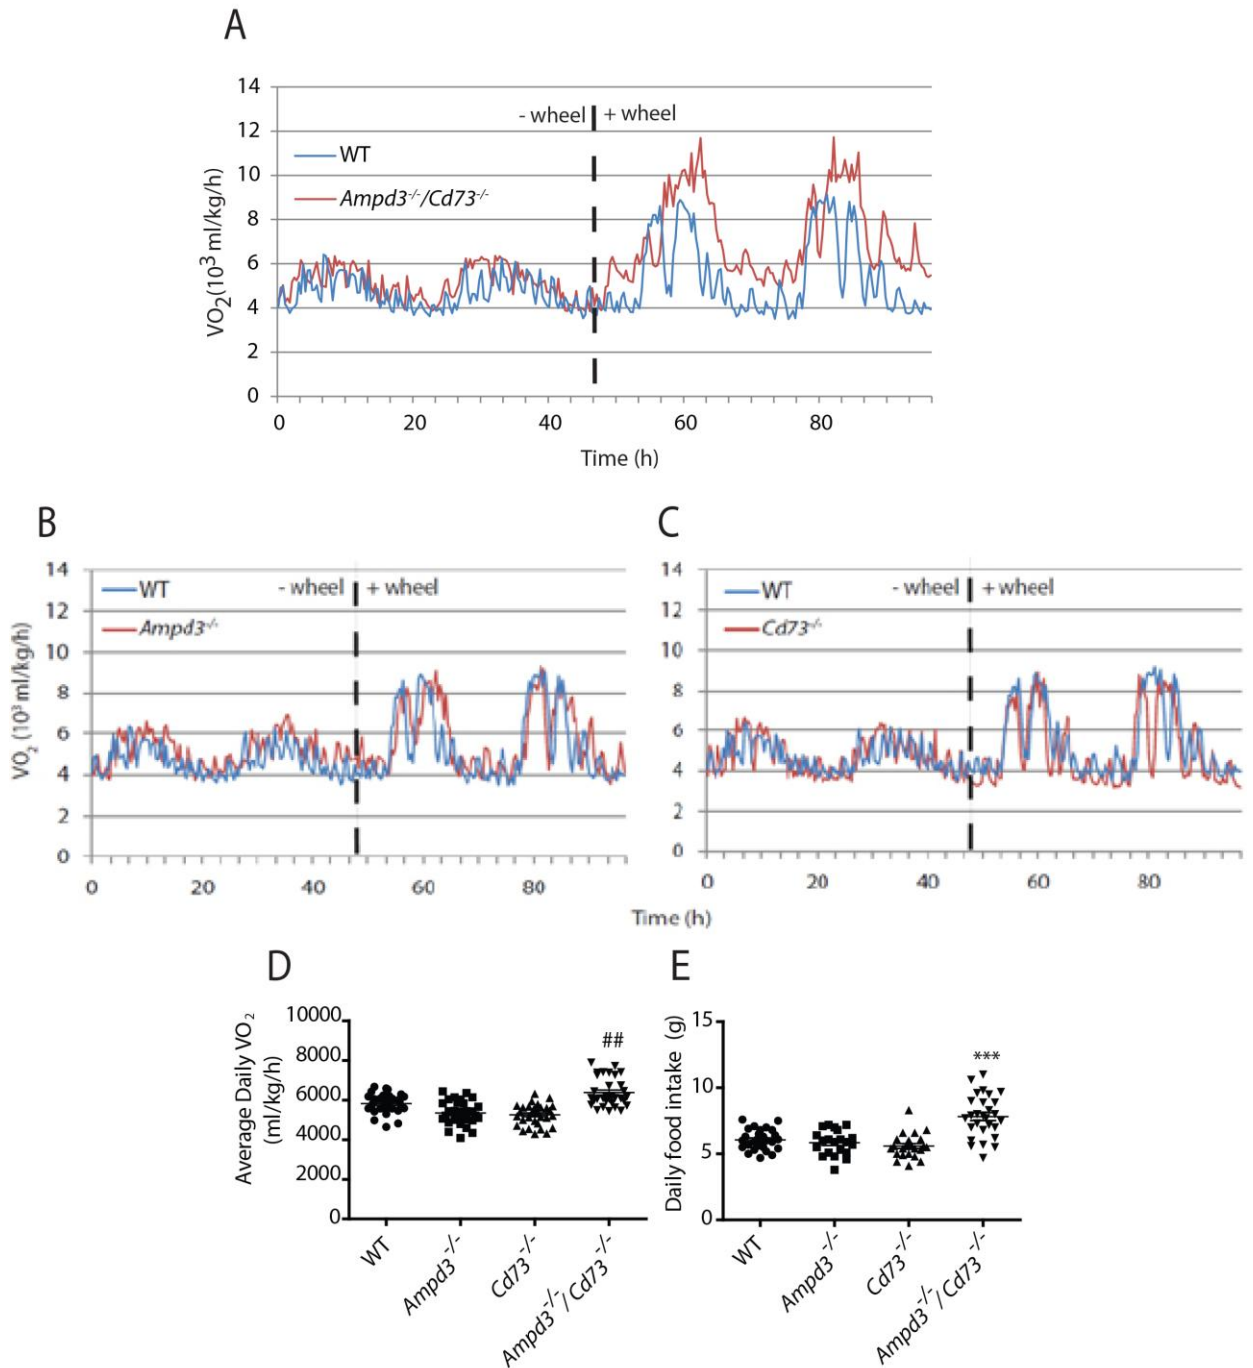 A
14
12
10
8
6
4
2
0
VO2(10³ ml/kg/h)
- wheel + wheel
WT
Ampd3-/-/Cd73-/-
0 20 40 60 80
Time (h)
B
14
12
10
8
6
4
2
0
VO2 (10³ ml/kg/h)
WT - wheel + wheel
Ampd3-/-
0 20 40 60 80
C
14
12
10
8
6
4
2
0
- wheel + wheel WT
Cd73-/-
0 20 40 60 80
Time (h)
D
Average Daily VO2
(ml/kg/h)
10000
8000
6000
4000
2000
0
##
WT
Ampd3-/-
Cd73-/-
Ampd3-/-/Cd73-/-
E
Daily food intake (g)
15
10
5
0
***
WT
Ampd3-/-
Cd73-/-
Ampd3-/-/Cd73-/-